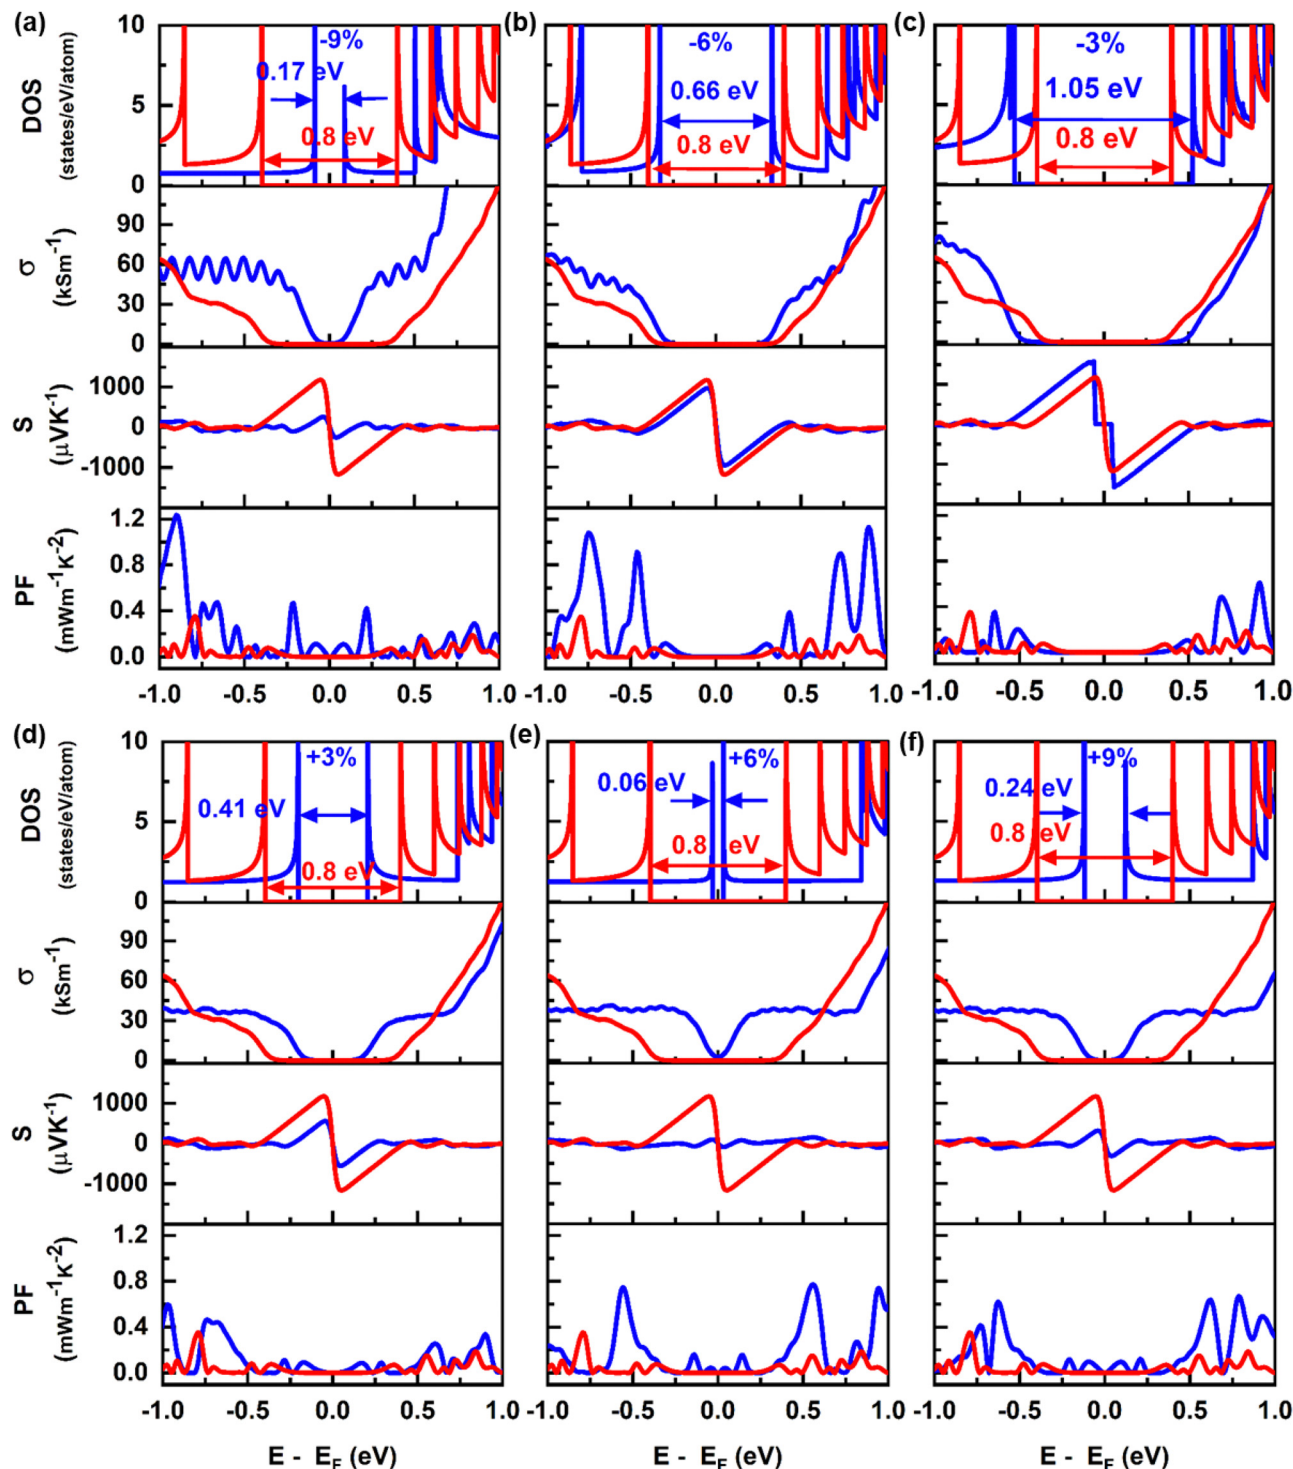 (a)
(b)
(c)
DOS
(states/eV/atom)
10
5
0
-9%
0.17 eV
0.8 eV
-6%
0.66 eV
0.8 eV
-3%
1.05 eV
0.8 eV
σ
(kSm⁻¹)
90
60
30
0
S
(µVK⁻¹)
1000
0
-1000
PF
(mWm⁻¹K⁻²)
1.2
0.8
0.4
0.0
-1.0 -0.5 0.0 0.5 1.0
-1.0 -0.5 0.0 0.5 1.0
-0.5 0.0 0.5 1.0
(d)
(e)
(f)
DOS
(states/eV/atom)
10
5
0
+3%
0.41 eV
0.8 eV
+6%
0.06 eV
0.8 eV
+9%
0.24 eV
0.8 eV
σ
(kSm⁻¹)
90
60
30
0
S
(µVK⁻¹)
1000
0
-1000
PF
(mWm⁻¹K⁻²)
1.2
0.8
0.4
0.0
-1.0 -0.5 0.0 0.5 1.0
-1.0 -0.5 0.0 0.5 1.0
-0.5 0.0 0.5 1.0
E - E_F (eV)
E - E_F (eV)
E - E_F (eV)